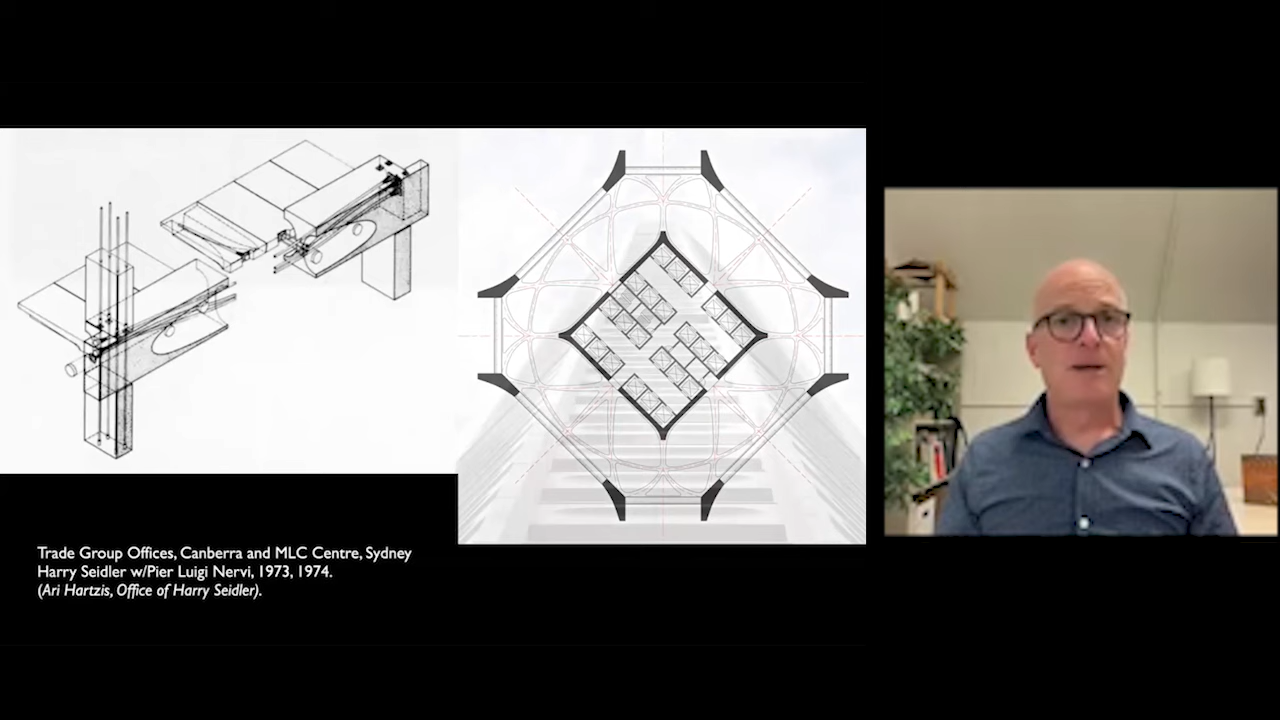 Trade Group Offices, Canberra and MLC Centre, Sydney
Harry Seidler w/Pier Luigi Nervi, 1973, 1974.
(Ari Hartzis, Office of Harry Seidler).